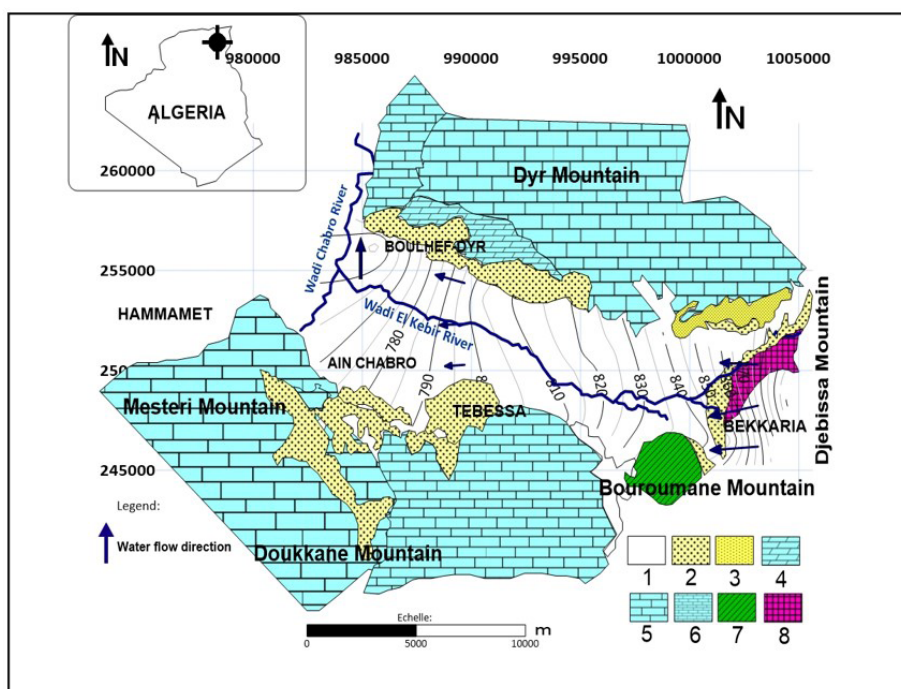 N
980000 985000 990000 995000 1000000 1005000
ALGERIA
N
260000
Dyr Mountain
Wadi Chabro River
BOULHEF-DYR
255000
HAMMAMET
Wadi El Kebir River
780
AIN CHABRO
790
810
820
830
840
Djebissa Mountain
Mesteri Mountain
TEBESSA
BEKKARIA
245000
Bouroumane Mountain
Legend:
Water flow direction
Doukkane Mountain
1 2 3 4
5 6 7 8
Echelle:
0 5000 10000 m